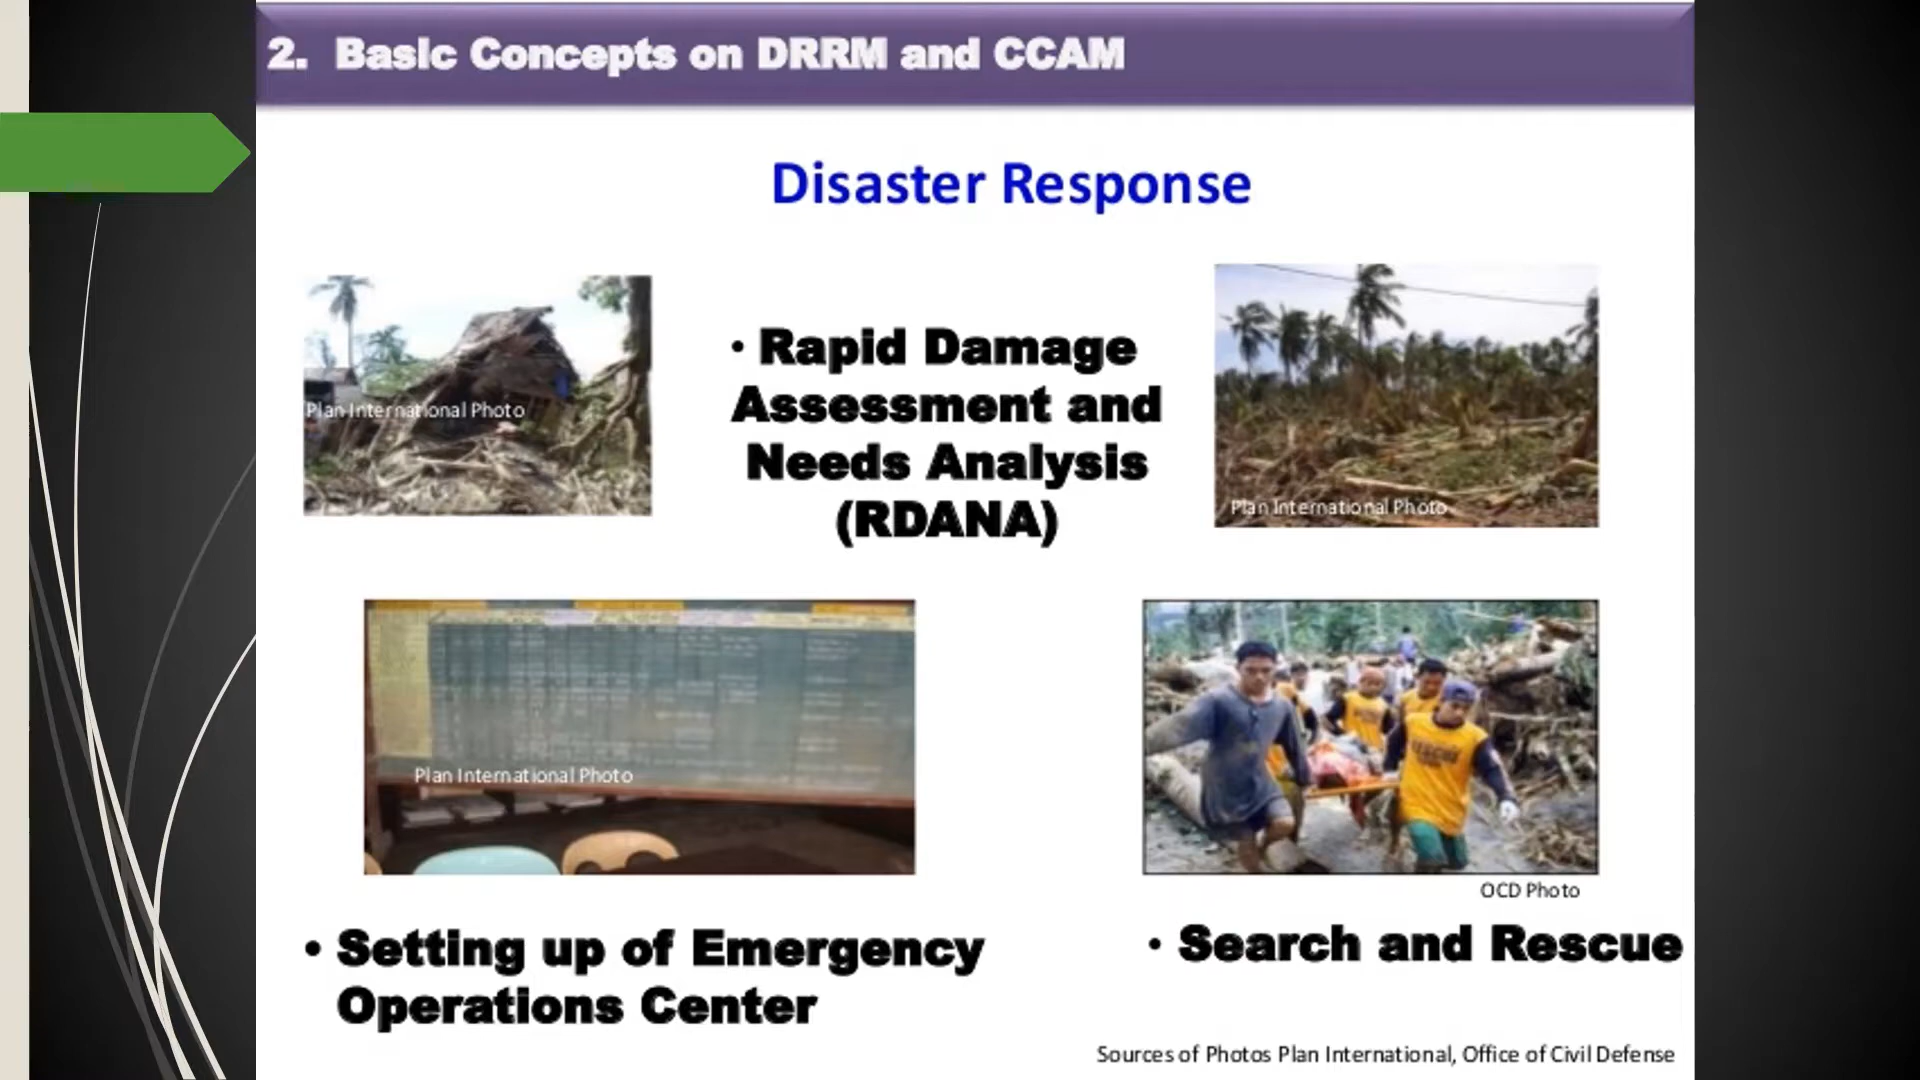 2. Basic Concepts on DRRM and CCAM
Disaster Response
Plan International Photo
• Rapid Damage
Assessment and
Needs Analysis
(RDANA)
Plan International Photo
Plan International Photo
OCD Photo
• Setting up of Emergency
Operations Center
• Search and Rescue
Sources of Photos Plan International, Office of Civil Defense